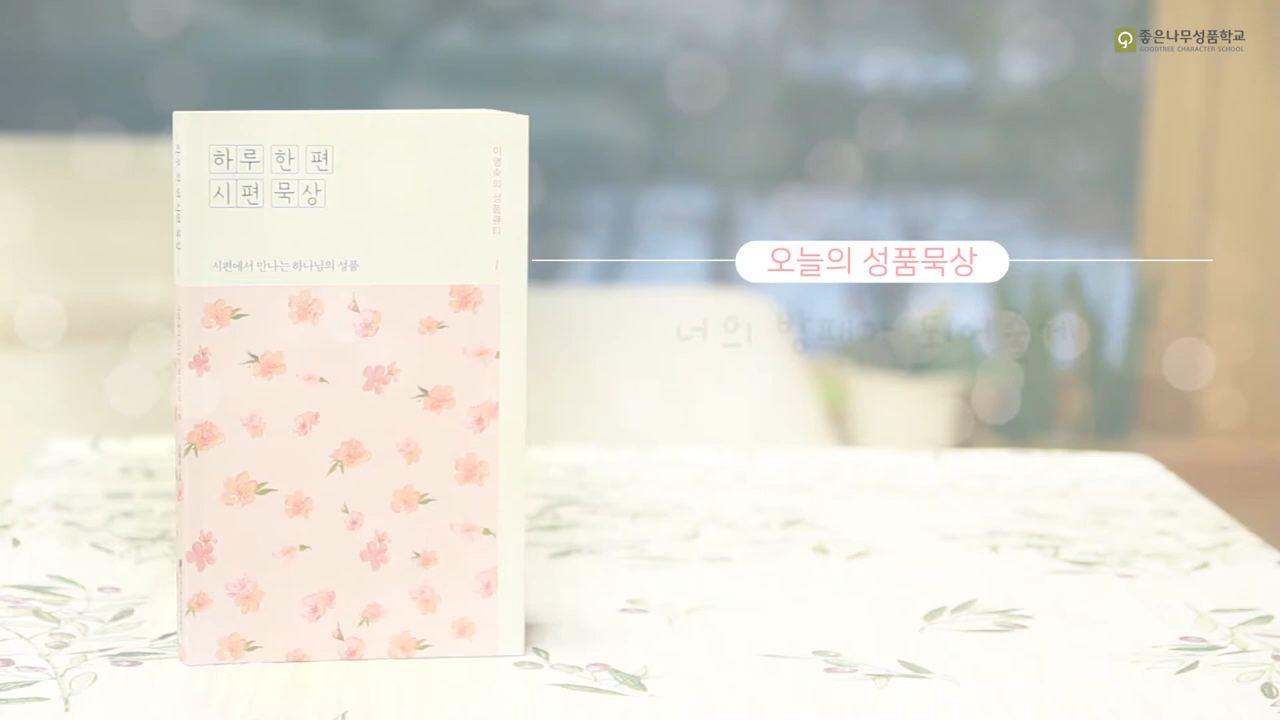 좋은나무성품학교
GOODTREE CHARACTER SCHOOL
하루 한 편
시편 묵상
이영숙의 성품큐티
1
시편에서 만나는 하나님의 성품
오늘의 성품묵상
너의